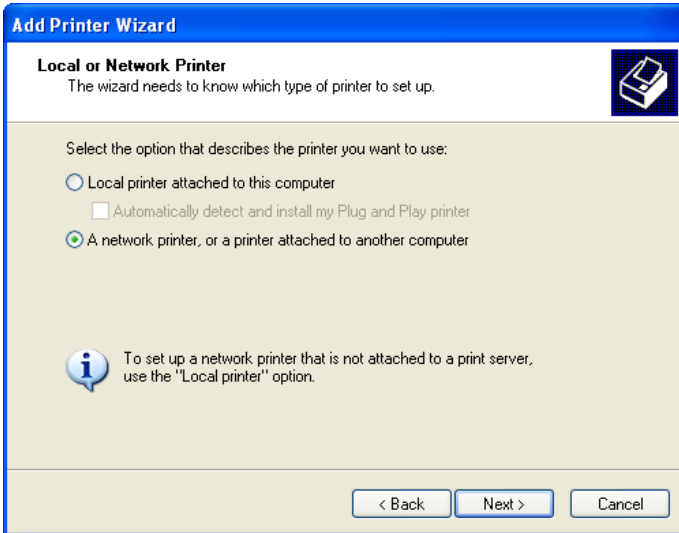 Add Printer Wizard
Local or Network Printer
The wizard needs to know which type of printer to set up.
Select the option that describes the printer you want to use:
Local printer attached to this computer
Automatically detect and install my Plug and Play printer
A network printer, or a printer attached to another computer
To set up a network printer that is not attached to a print server,
use the "Local printer" option.
< Back
Next >
Cancel